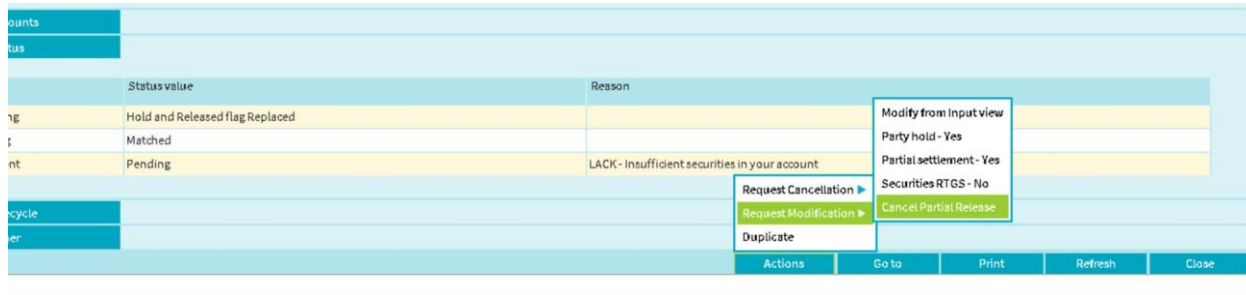 ounts
tus
Status value Reason
ng Hold and Released flag Replaced
g Matched
ent Pending LACK - Insufficient securities in your account
Modify from Input view
Party hold - Yes
Partial settlement - Yes
Securities RTGS - No
Cancel Partial Release
Request Cancellation ▶
Request Modification ▶
Duplicate
ecycle
er
Actions Go to Print Refresh Close